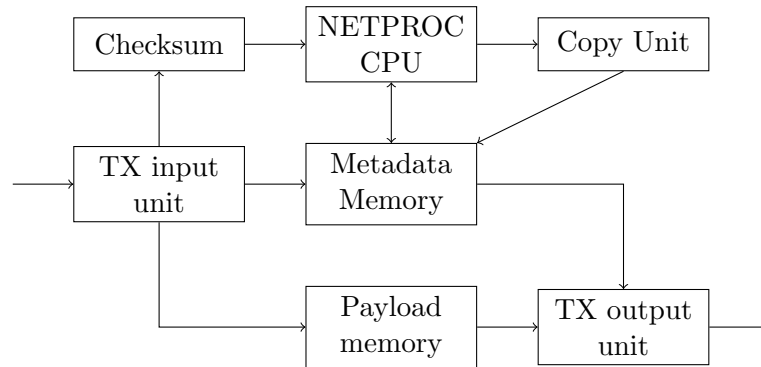 Checksum
NETPROC
CPU
Copy Unit
TX input
unit
Metadata
Memory
Payload
memory
TX output
unit